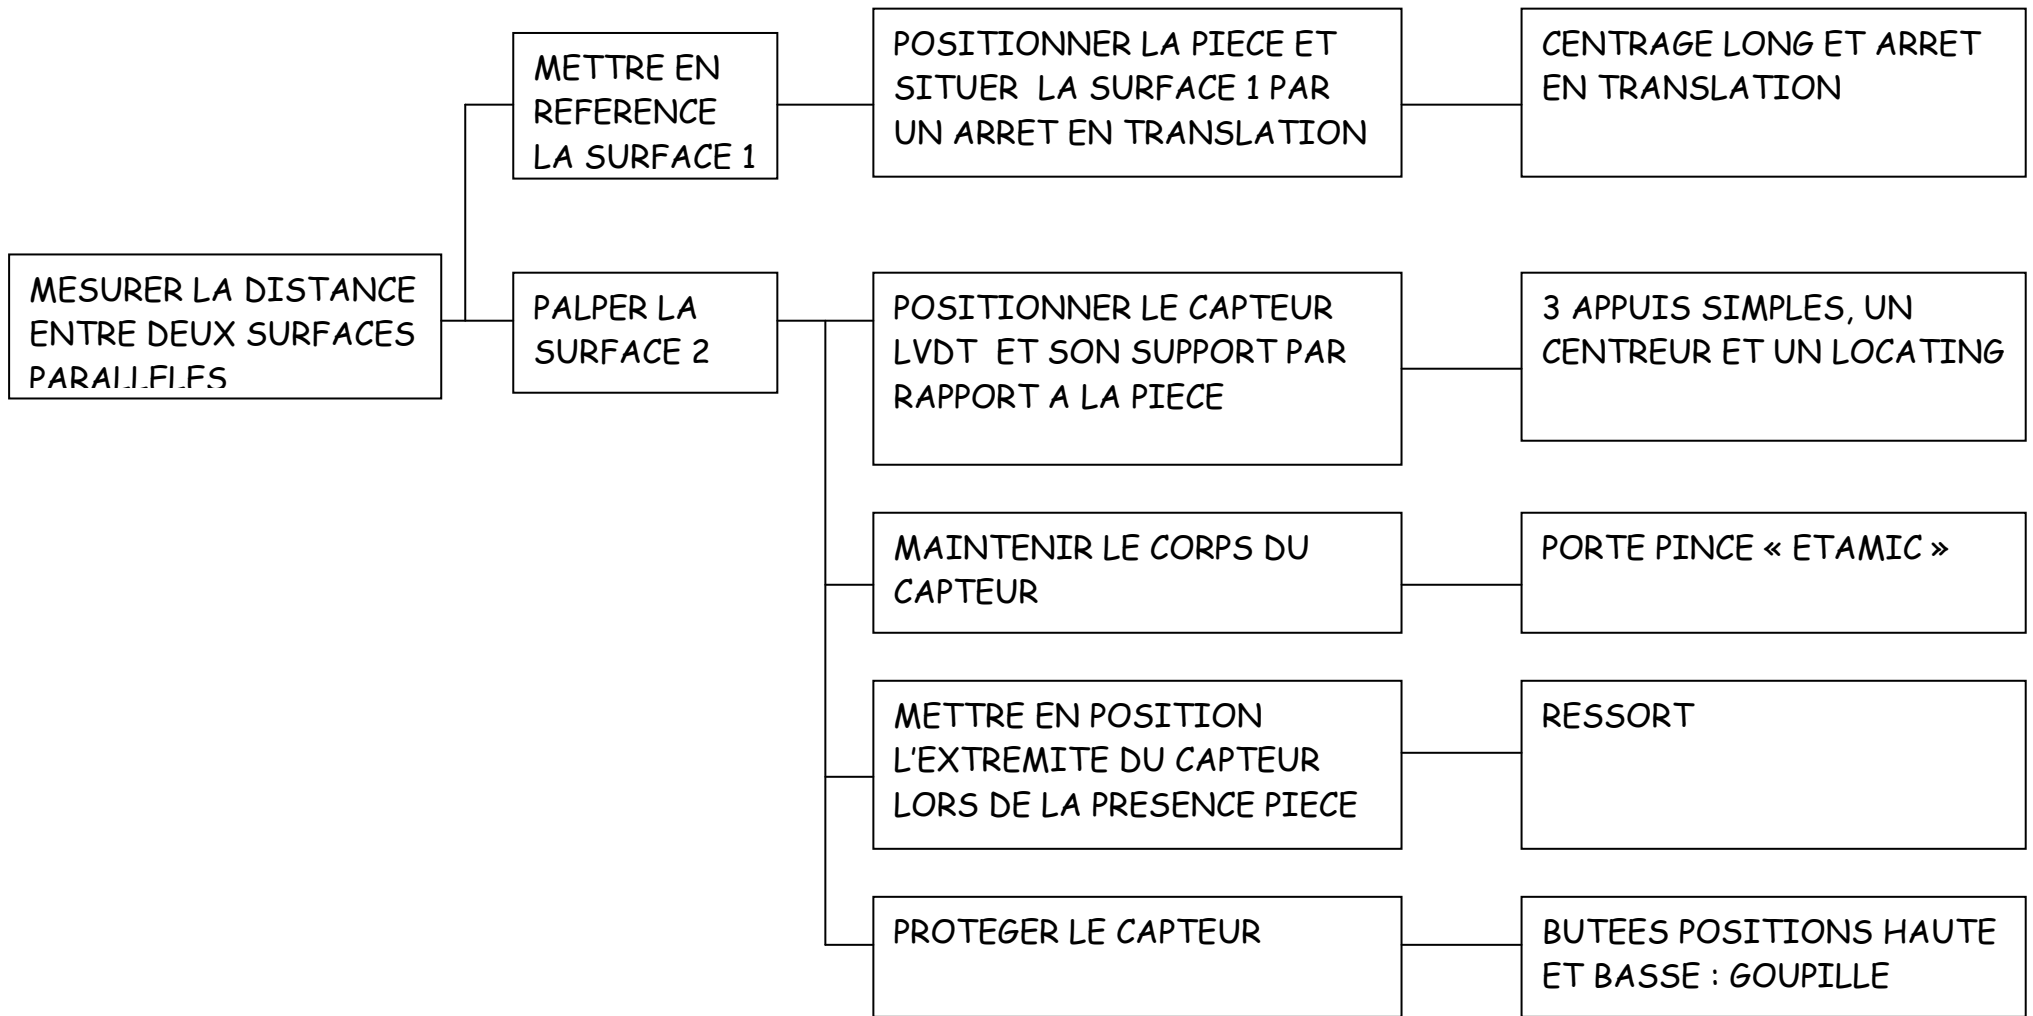 METTRE EN
REFERENCE
LA SURFACE 1
POSITIONNER LA PIECE ET
SITUER LA SURFACE 1 PAR
UN ARRET EN TRANSLATION
CENTRAGE LONG ET ARRET
EN TRANSLATION
MESURER LA DISTANCE
ENTRE DEUX SURFACES
PARALLELES
PALPER LA
SURFACE 2
POSITIONNER LE CAPTEUR
LVDT ET SON SUPPORT PAR
RAPPORT A LA PIECE
3 APPUIS SIMPLES, UN
CENTREUR ET UN LOCATING
MAINTENIR LE CORPS DU
CAPTEUR
PORTE PINCE « ETAMIC »
METTRE EN POSITION
L'EXTREMITE DU CAPTEUR
LORS DE LA PRESENCE PIECE
RESSORT
PROTEGER LE CAPTEUR
BUTEES POSITIONS HAUTE
ET BASSE : GOUPILLE